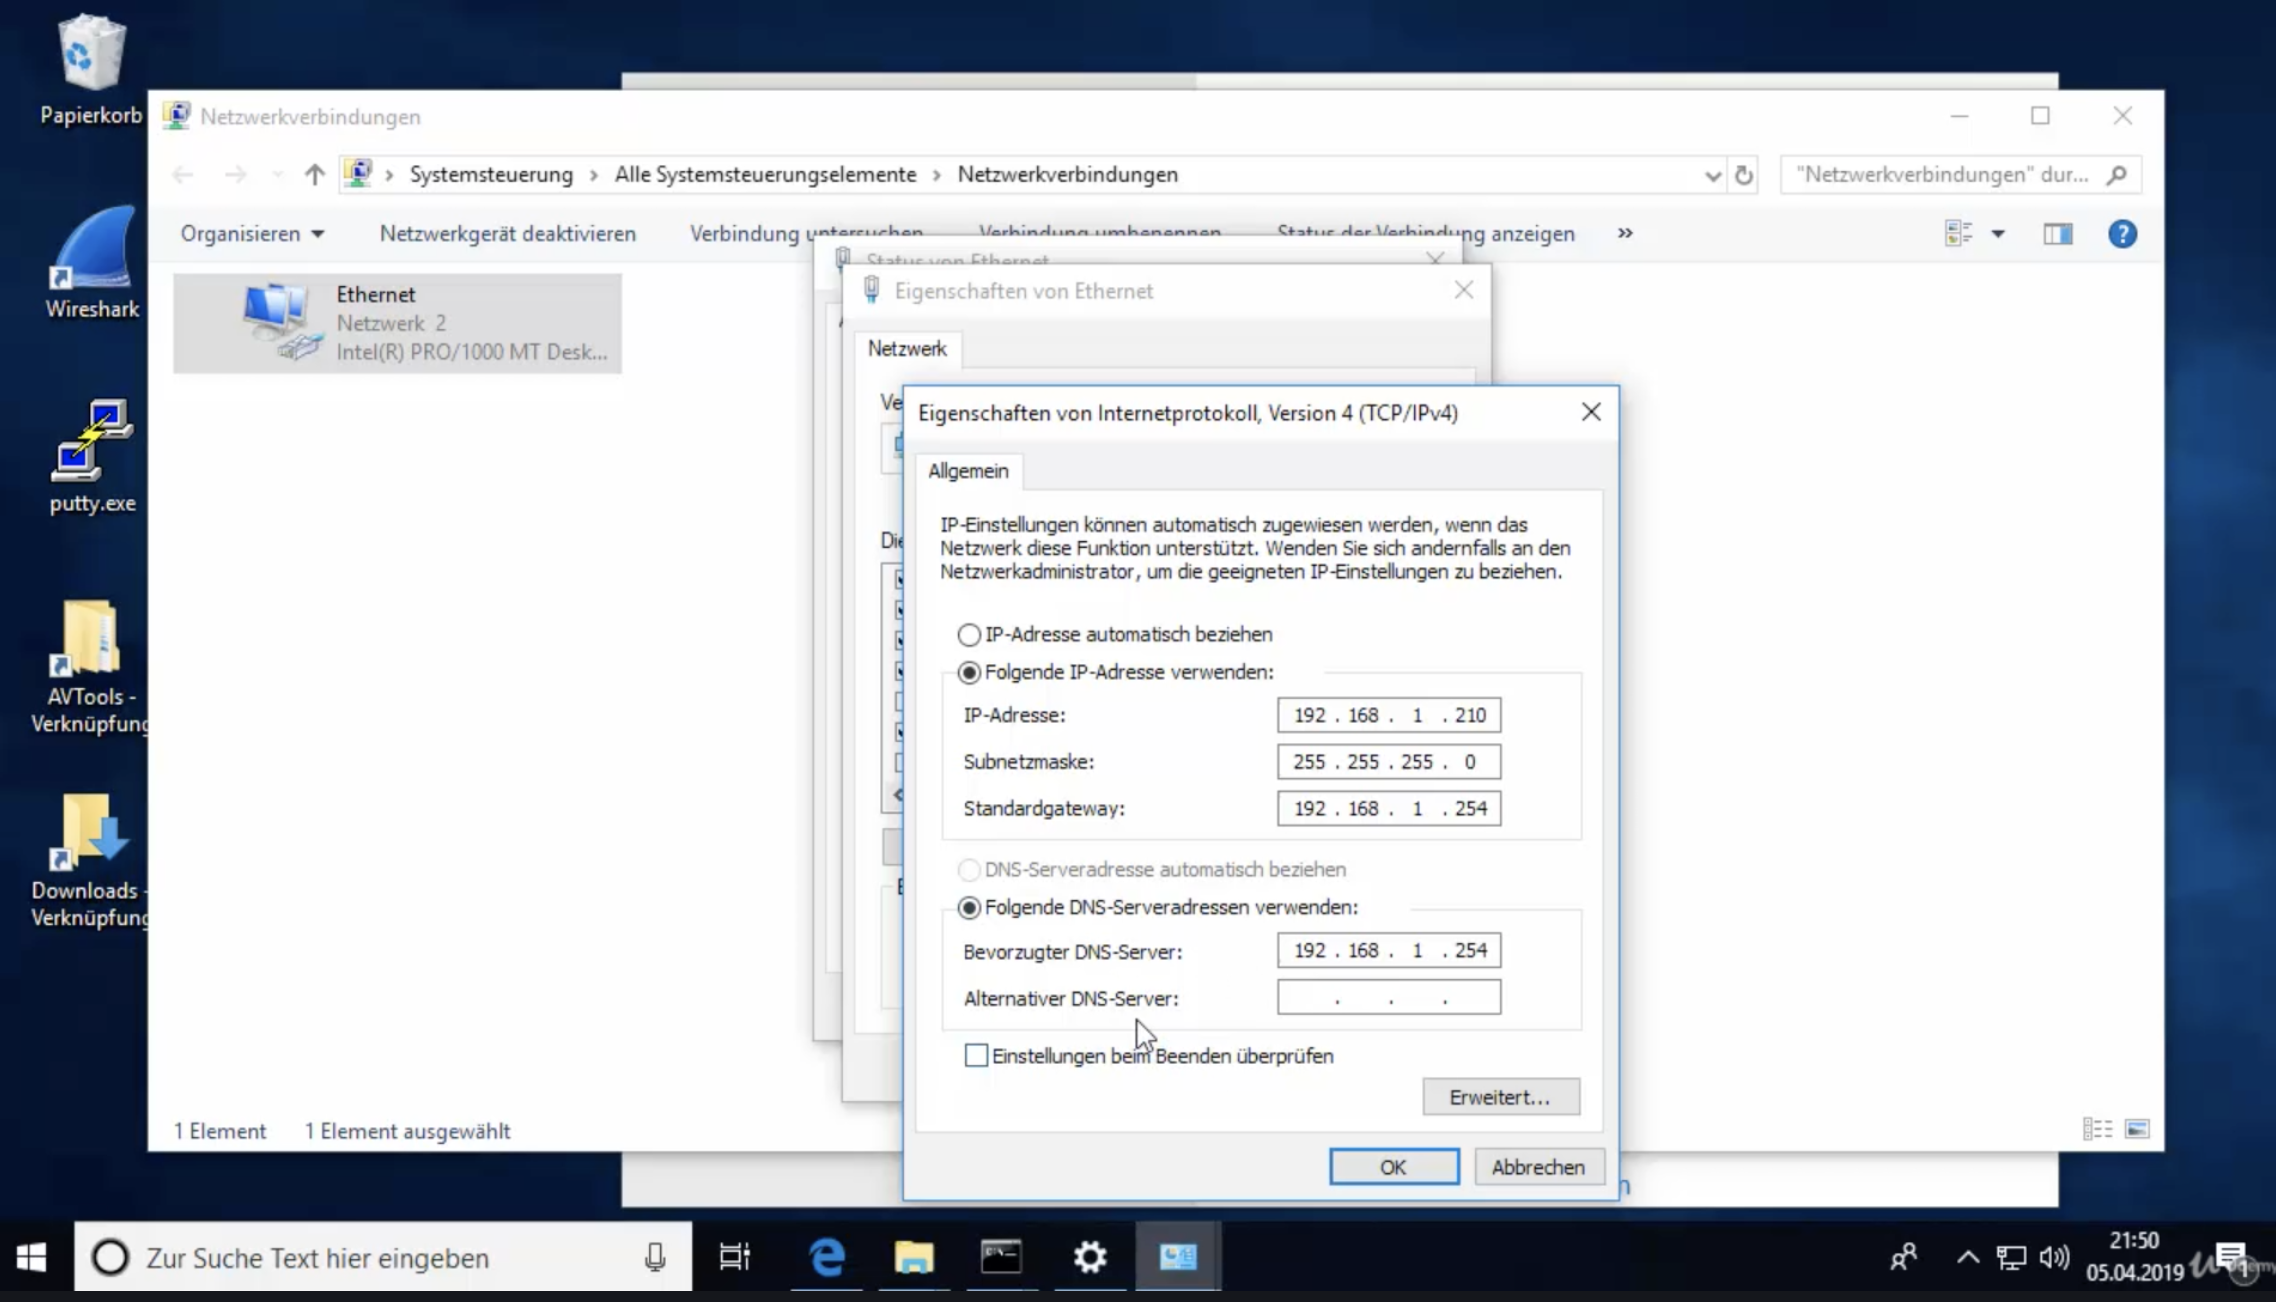 Papierkorb
Wireshark
putty.exe
AVTools -
Verknüpfung
Downloads -
Verknüpfung
Netzwerkverbindungen
Systemsteuerung > Alle Systemsteuerungselemente > Netzwerkverbindungen
"Netzwerkverbindungen" dur...
Organisieren Netzwerkgerät deaktivieren Verbindung untersuchen Verbindung umbenennen Status der Verbindung anzeigen »
Ethernet
Netzwerk 2
Intel(R) PRO/1000 MT Desk...
Status von Ethernet
Eigenschaften von Ethernet
Netzwerk
Ve
Die
Eigenschaften von Internetprotokoll, Version 4 (TCP/IPv4)
Allgemein
IP-Einstellungen können automatisch zugewiesen werden, wenn das
Netzwerk diese Funktion unterstützt. Wenden Sie sich andernfalls an den
Netzwerkadministrator, um die geeigneten IP-Einstellungen zu beziehen.
IP-Adresse automatisch beziehen
Folgende IP-Adresse verwenden:
IP-Adresse: 192 . 168 . 1 . 210
Subnetzmaske: 255 . 255 . 255 . 0
Standardgateway: 192 . 168 . 1 . 254
DNS-Serveradresse automatisch beziehen
Folgende DNS-Serveradressen verwenden:
Bevorzugter DNS-Server: 192 . 168 . 1 . 254
Alternativer DNS-Server: . . .
Einstellungen beim Beenden überprüfen
Erweitert...
OK Abbrechen
1 Element 1 Element ausgewählt
Zur Suche Text hier eingeben
21:50
05.04.2019
1